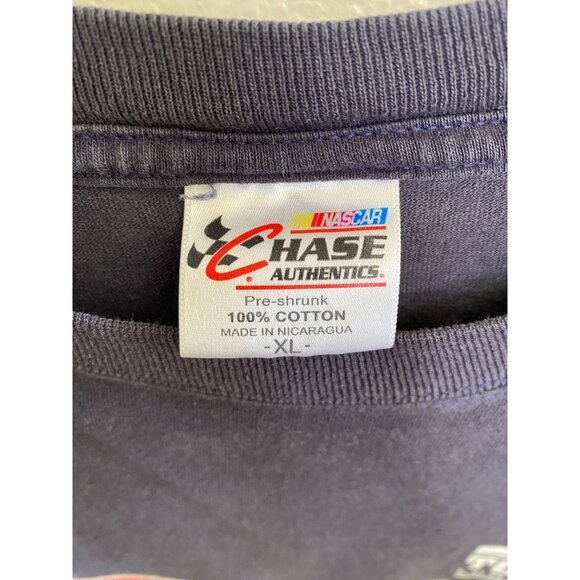 NASCAR
CHASE
AUTHENTICS®
Pre-shrunk
100% COTTON
MADE IN NICARAGUA
-XL-